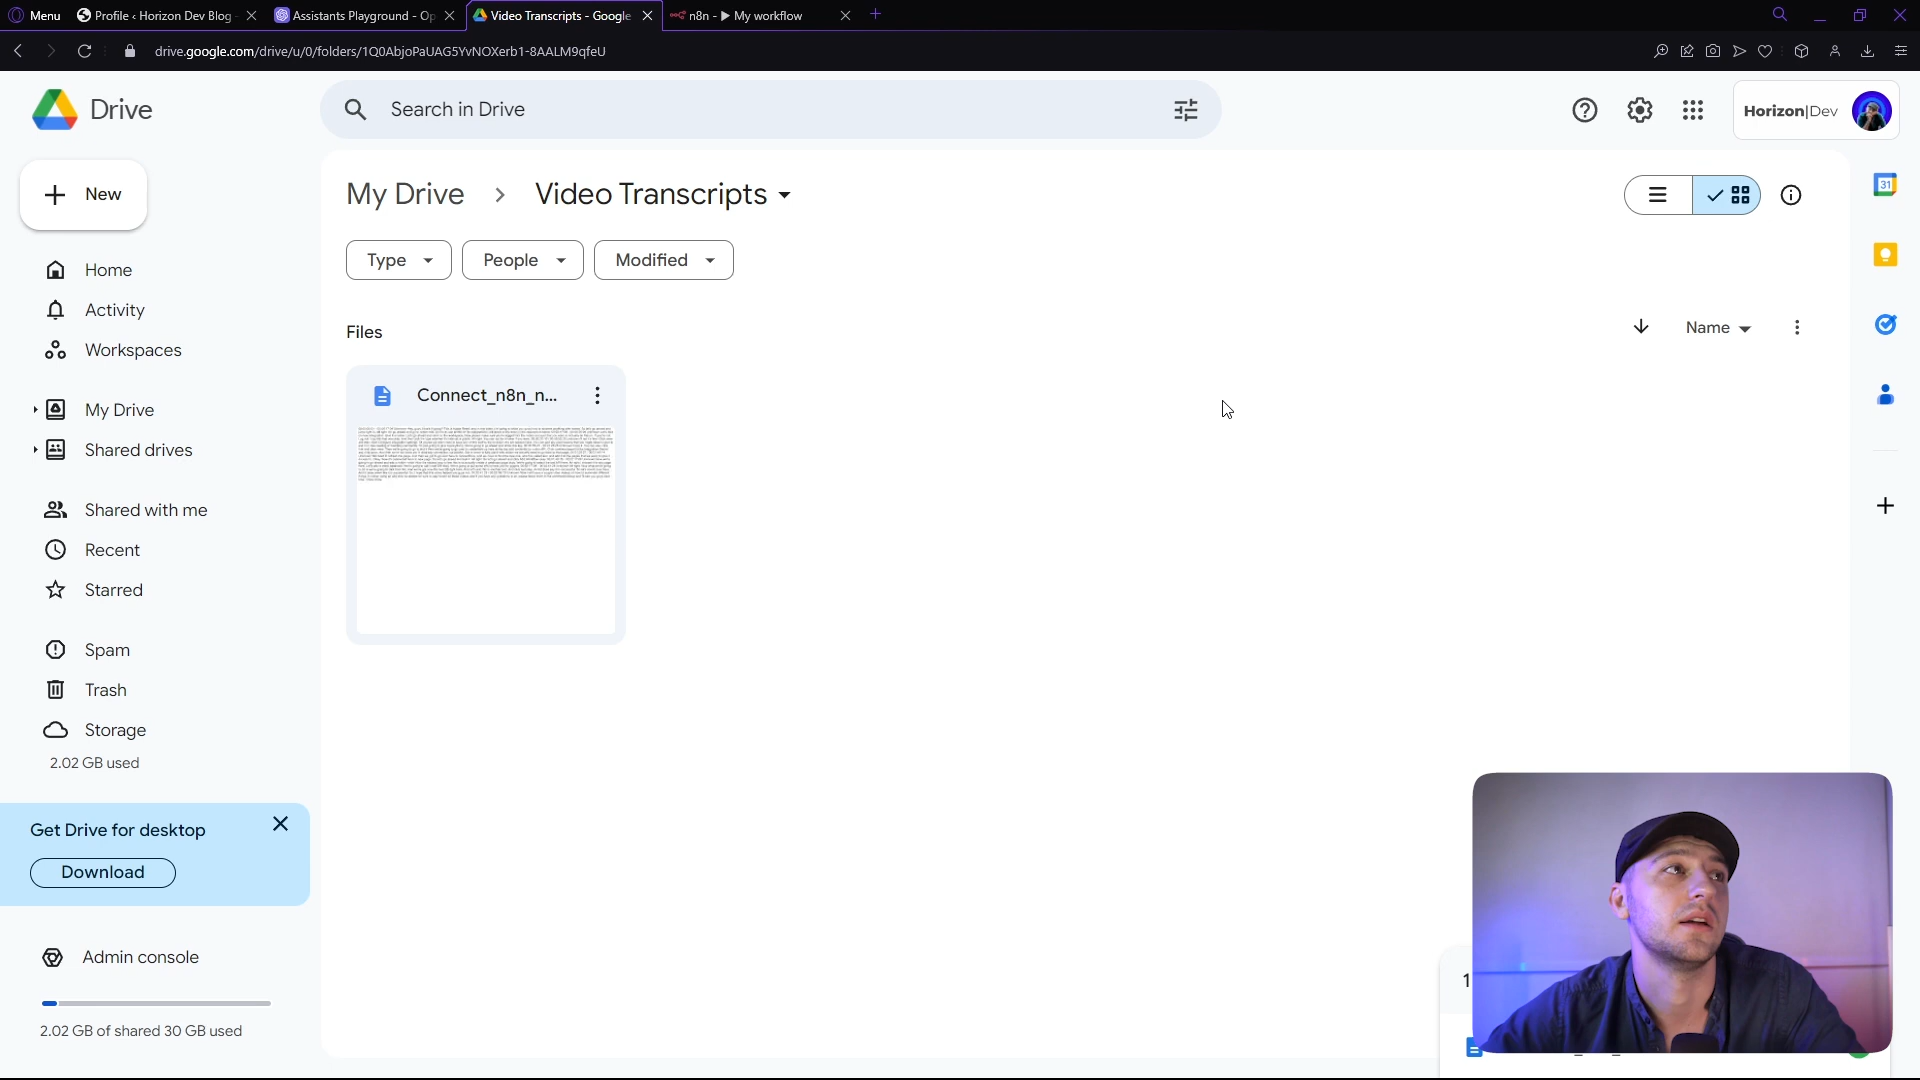 Menu
Profile ‹ Horizon Dev Blog
Assistants Playground - Op
Video Transcripts - Google
n8n - ▶ My workflow
drive.google.com/drive/u/0/folders/1Q0AbjoPaUAG5YvNOXerb1-8AALM9qfeU
Drive
Search in Drive
Horizon|Dev
New
My Drive
Video Transcripts
31
Type
People
Modified
Home
Activity
Workspaces
My Drive
Shared drives
Shared with me
Recent
Starred
Spam
Trash
Storage
2.02 GB used
Files
Name
Connect_n8n_n...
Get Drive for desktop
Download
Admin console
2.02 GB of shared 30 GB used
1